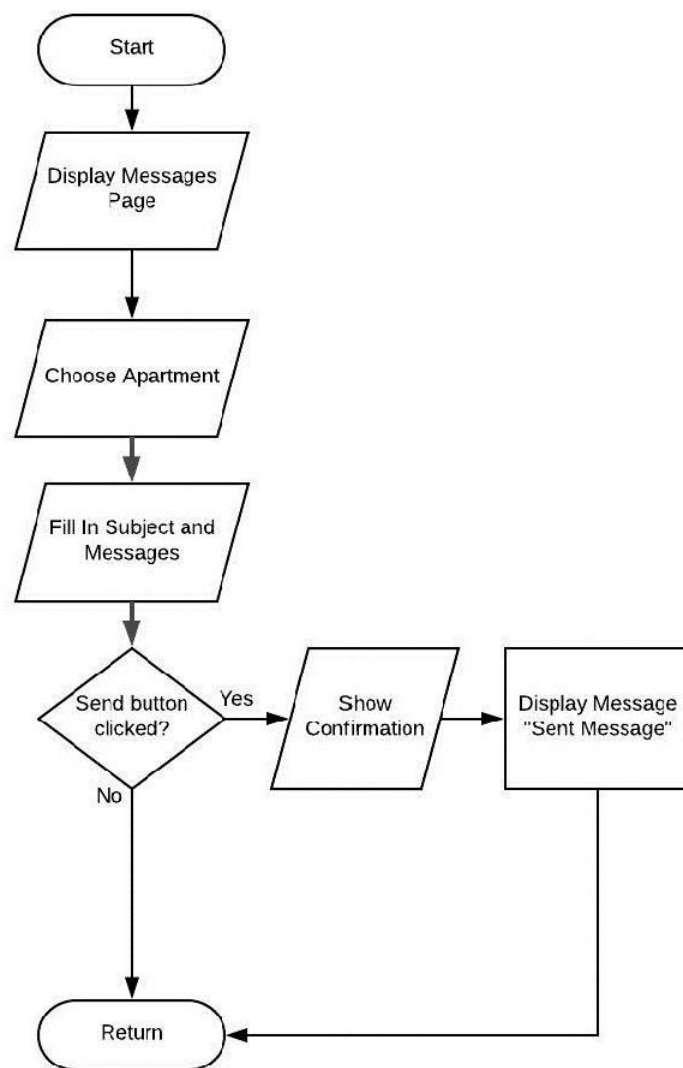 Start
Display Messages
Page
Choose Apartment
Fill In Subject and
Messages
Send button
clicked?
Yes
Show
Confirmation
Display Message
"Sent Message"
No
Return